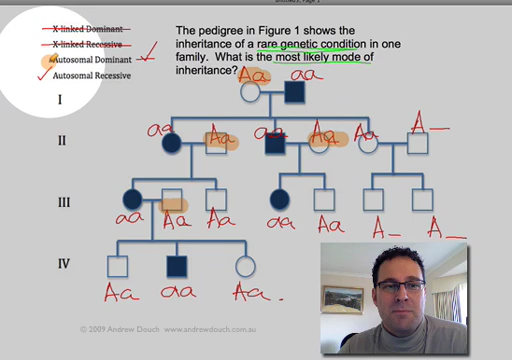 X-linked Dominant
X-linked Recessive
Autosomal Dominant
Autosomal Recessive
The pedigree in Figure 1 shows the
inheritance of a rare genetic condition in one
family. What is the most likely mode of
inheritance?
Aa aa
I
aa Aa aa Aa Aa A_
II
III
aa Aa Aa aa Aa A_ A_
IV
Aa aa Aa.
© 2009 Andrew Douch www.andrewdouch.com.au